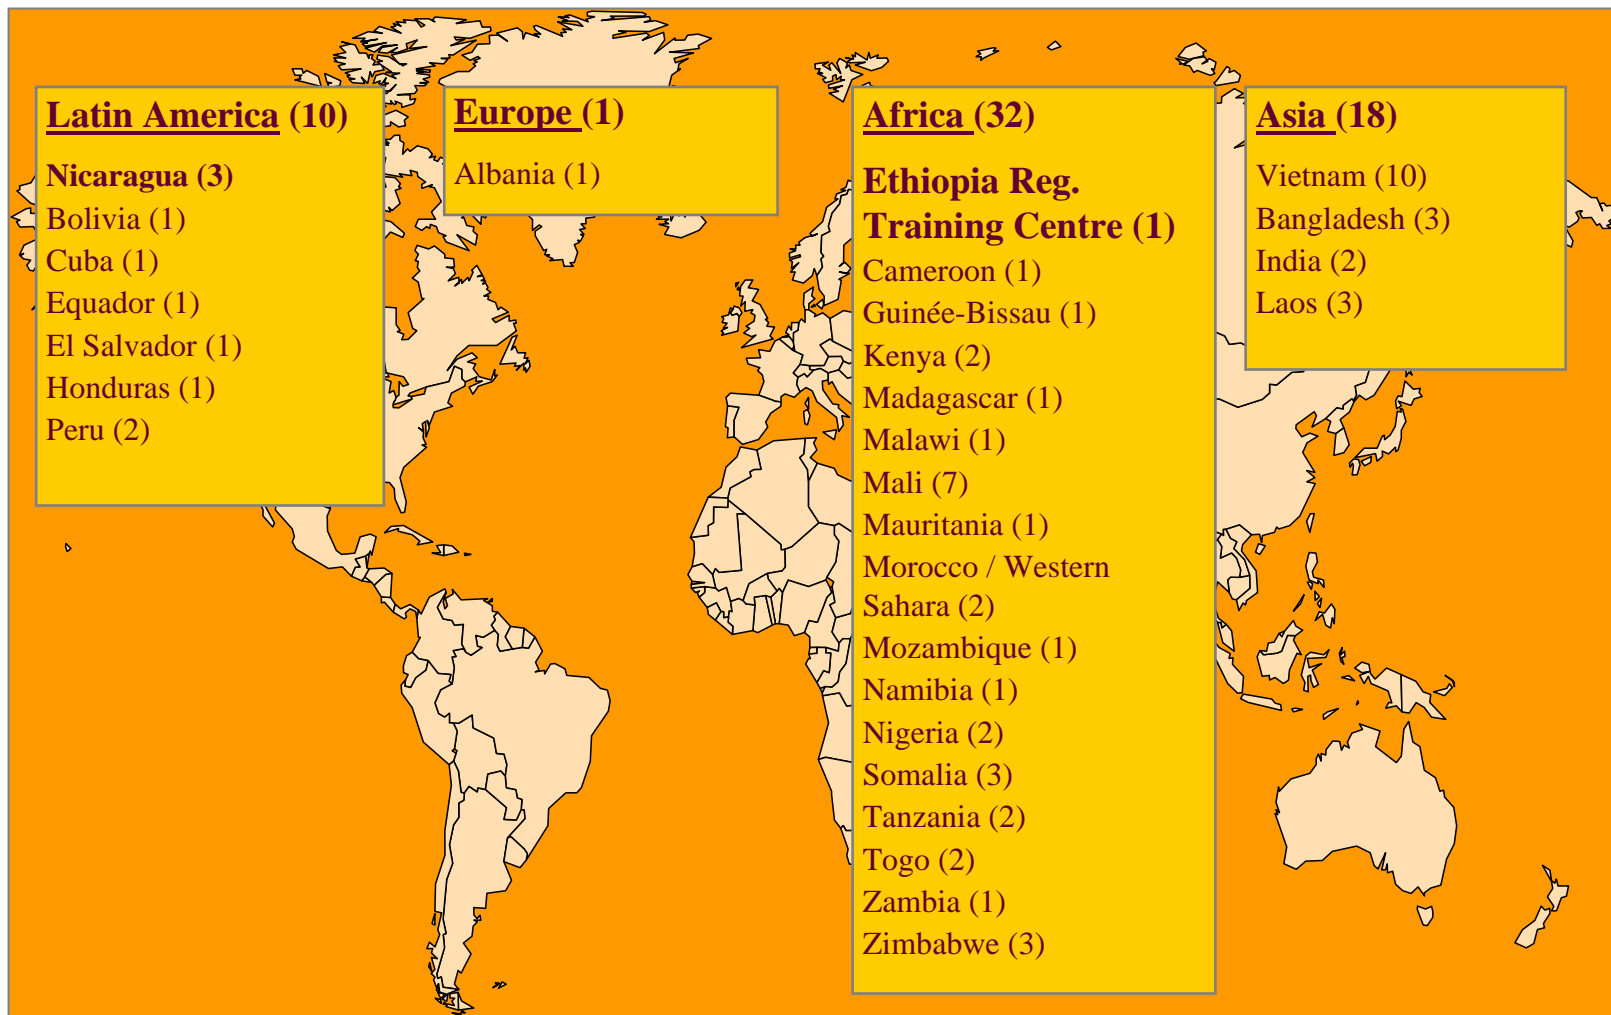 Latin America (10)
Nicaragua (3)
Bolivia (1)
Cuba (1)
Equador (1)
El Salvador (1)
Honduras (1)
Peru (2)
Europe (1)
Albania (1)
Africa (32)
Ethiopia Reg.
Training Centre (1)
Cameroon (1)
Guinée-Bissau (1)
Kenya (2)
Madagascar (1)
Malawi (1)
Mali (7)
Mauritania (1)
Morocco / Western
Sahara (2)
Mozambique (1)
Namibia (1)
Nigeria (2)
Somalia (3)
Tanzania (2)
Togo (2)
Zambia (1)
Zimbabwe (3)
Asia (18)
Vietnam (10)
Bangladesh (3)
India (2)
Laos (3)